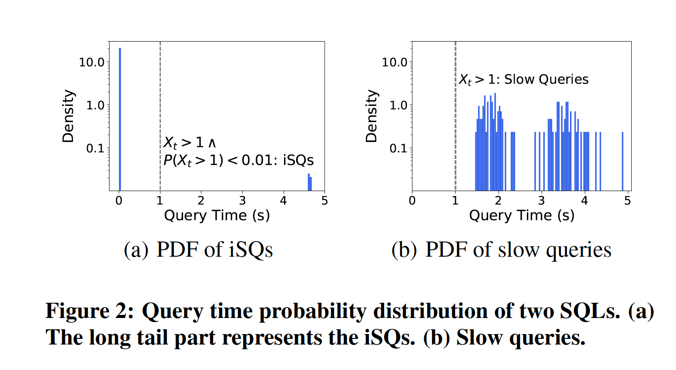 10.0
1.0
0.1
Density
X_t > 1 ∧
P(X_t > 1) < 0.01: iSQs
0 1 2 3 4 5
Query Time (s)
(a) PDF of iSQs
10.0
1.0
0.1
Density
X_t > 1: Slow Queries
0 1 2 3 4 5
Query Time (s)
(b) PDF of slow queries
Figure 2: Query time probability distribution of two SQLs. (a)
The long tail part represents the iSQs. (b) Slow queries.